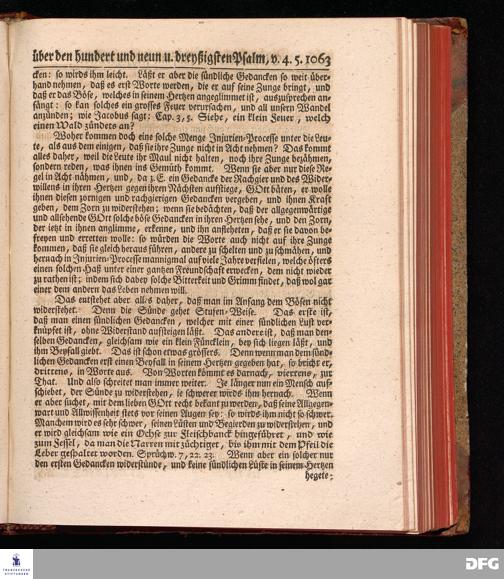 über den hundert und neun u. dreyßigsten Psalm, v. 4. 5. 1063
cken: so wirds ihm leicht. Läßt er aber die sündliche Gedancken so weit über-
hand nehmen, daß es erst Worte werden, die er auf seine Zunge bringt, und
daß er das Böse, welches in seinem Hertzen angeglimmet ist, auszusprechen an-
fängt: so kan solches ein grosses Feuer verursachen, und all unsern Wandel
anzünden; wie Jacobus sagt: Cap. 3, 5. Siehe, ein klein Feuer, welch
einen Wald zündets an?
Woher kommen doch eine solche Menge Injurien-Processe unter die Leu-
te, als aus dem einigen, daß sie ihre Zunge nicht in Acht nehmen? Das kommt
alles daher, weil die Leute ihr Maul nicht halten, noch ihre Zunge bezähmen,
sondern reden, was ihnen ins Gemüth kommt. Wenn sie aber nur diese Re-
gel in Acht nähmen, und, da z. E. ein Gedancke der Rachgier und des Wider-
willens in ihren Hertzen gegen ihren Nächsten aufstiege, GOtt bäten, er wolle
ihnen diesen zornigen und rachgierigen Gedancken vergeben, und ihnen Kraft
geben, dem Zorn zu widerstehen; wenn sie bedächten, daß der allgegenwärtige
und allsehende GOtt solche böse Gedancken in ihren Hertzen sehe, und den Zorn,
der ietzt in ihnen anglimme, erkenne, und ihn anfleheten, daß er sie davon be-
freyen und erretten wolle: so würden die Worte auch nicht auf ihre Zunge
kommen, daß sie gleich heraus führen, andere zu schelten und zu schmähen, und
hernach in Injurien-Processe mannigmal auf viele Jahre verfielen, welche öfters
einen solchen Haß unter einer gantzen Freundschaft erwecken, dem nicht wieder
zu rathen ist; indem sich dabey solche Bitterkeit und Grimm findet, daß wol gar
einer dem andern das Leben nehmen will.
Das entstehet aber alles daher, daß man im Anfang dem Bösen nicht
widerstehet. Denn die Sünde gehet Stufen-Weise. Das erste ist,
daß man einen sündlichen Gedancken, welcher mit einer sündlichen Lust ver-
knüpfet ist, ohne Widerstand aufsteigen läßt. Das andere ist, daß man den-
selben Gedancken, gleichsam wie ein klein Füncklein, bey sich liegen läßt, und
ihm Beyfall giebt. Das ist schon etwas grössers. Denn wenn man dem sünd-
lichen Gedancken erst einen Beyfall in seinem Hertzen gegeben hat, so bricht er,
drittens, in Worte aus. Von Worten kömmt es darnach, viertens, zur
That. Und also schreitet man immer weiter. Je länger nun ein Mensch auf-
schiebet, der Sünde zu widerstehen, ie schwerer wirds ihm hernach. Wenn
er aber suchet, mit dem lieben GOtt recht bekant zu werden, daß seine Allgegen-
wart und Allwissenheit stets vor seinen Augen sey: so wirds ihm nicht so schwer.
Manchem wird es sehr schwer, seinen Lüsten und Begierden zu widerstehen, und
er wird gleichsam wie ein Ochse zur Fleischbanck hingeführet, und wie
zum Fessel, da man die Narren mit züchtiget, bis ihm mit dem Pfeil die
Leber gespaltet worden. Sprüchw. 7, 22. 23. Wenn aber ein solcher nur
den ersten Gedancken widerstünde, und keine sündlichen Lüste in seinem Hertzen
hegete:
FRANCKESCHE
STIFTUNGEN
DFG